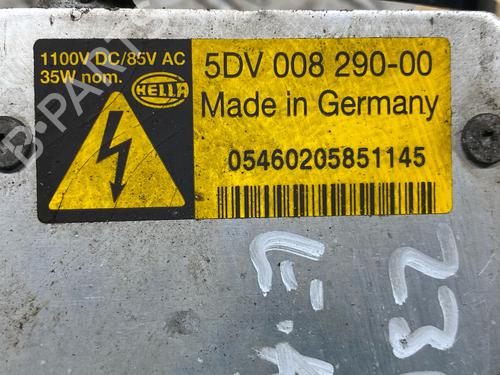 1100V DC/85V AC
35W nom.
HELLA
5DV 008 290-00
Made in Germany
05460205851145
B-PARTS